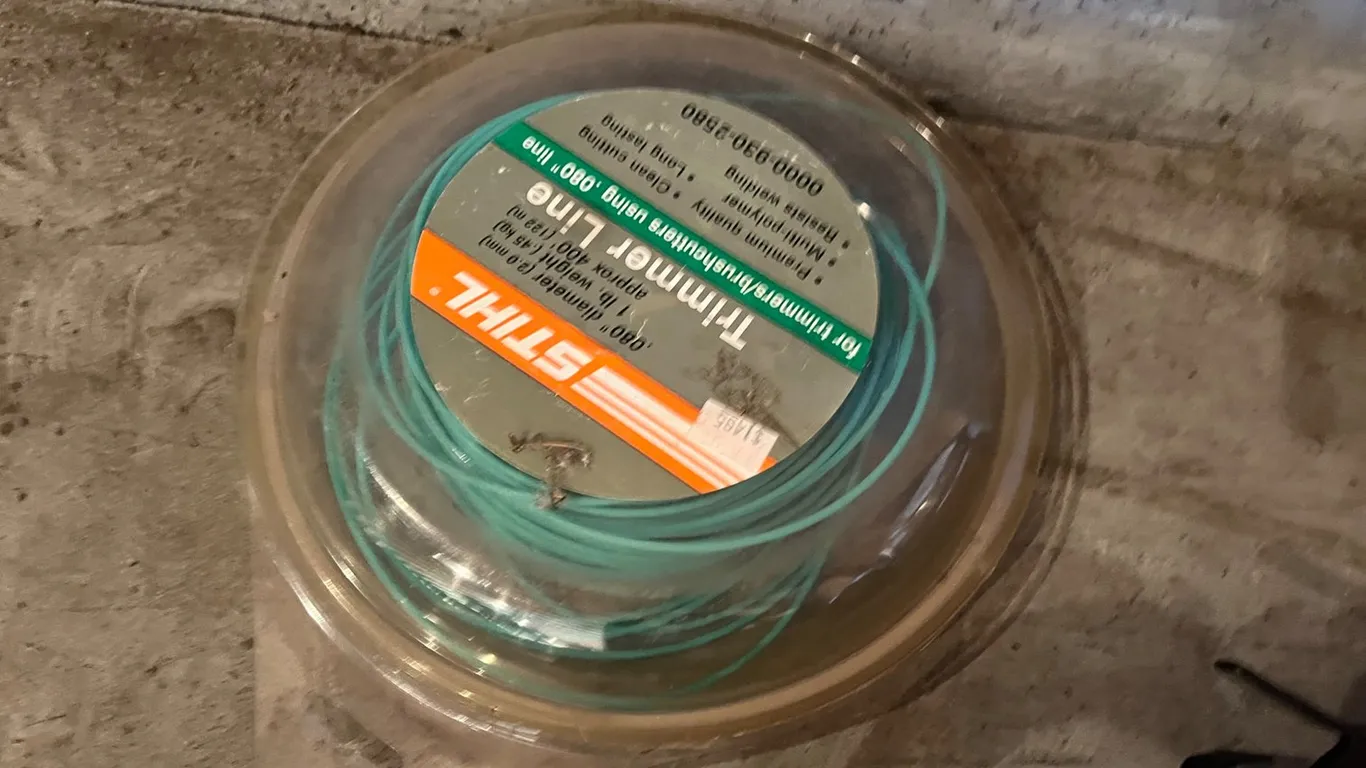 STIHL®
.080" diameter (2.0 mm)
1 lb. weight (.45 kg)
approx 400' (122 m)
Trimmer Line
for trimmers/brushcutters using .080" line
• Premium quality • Clean cutting
• Multi-polymer • Long lasting
• Resists welding
0000-930-2580
$1495